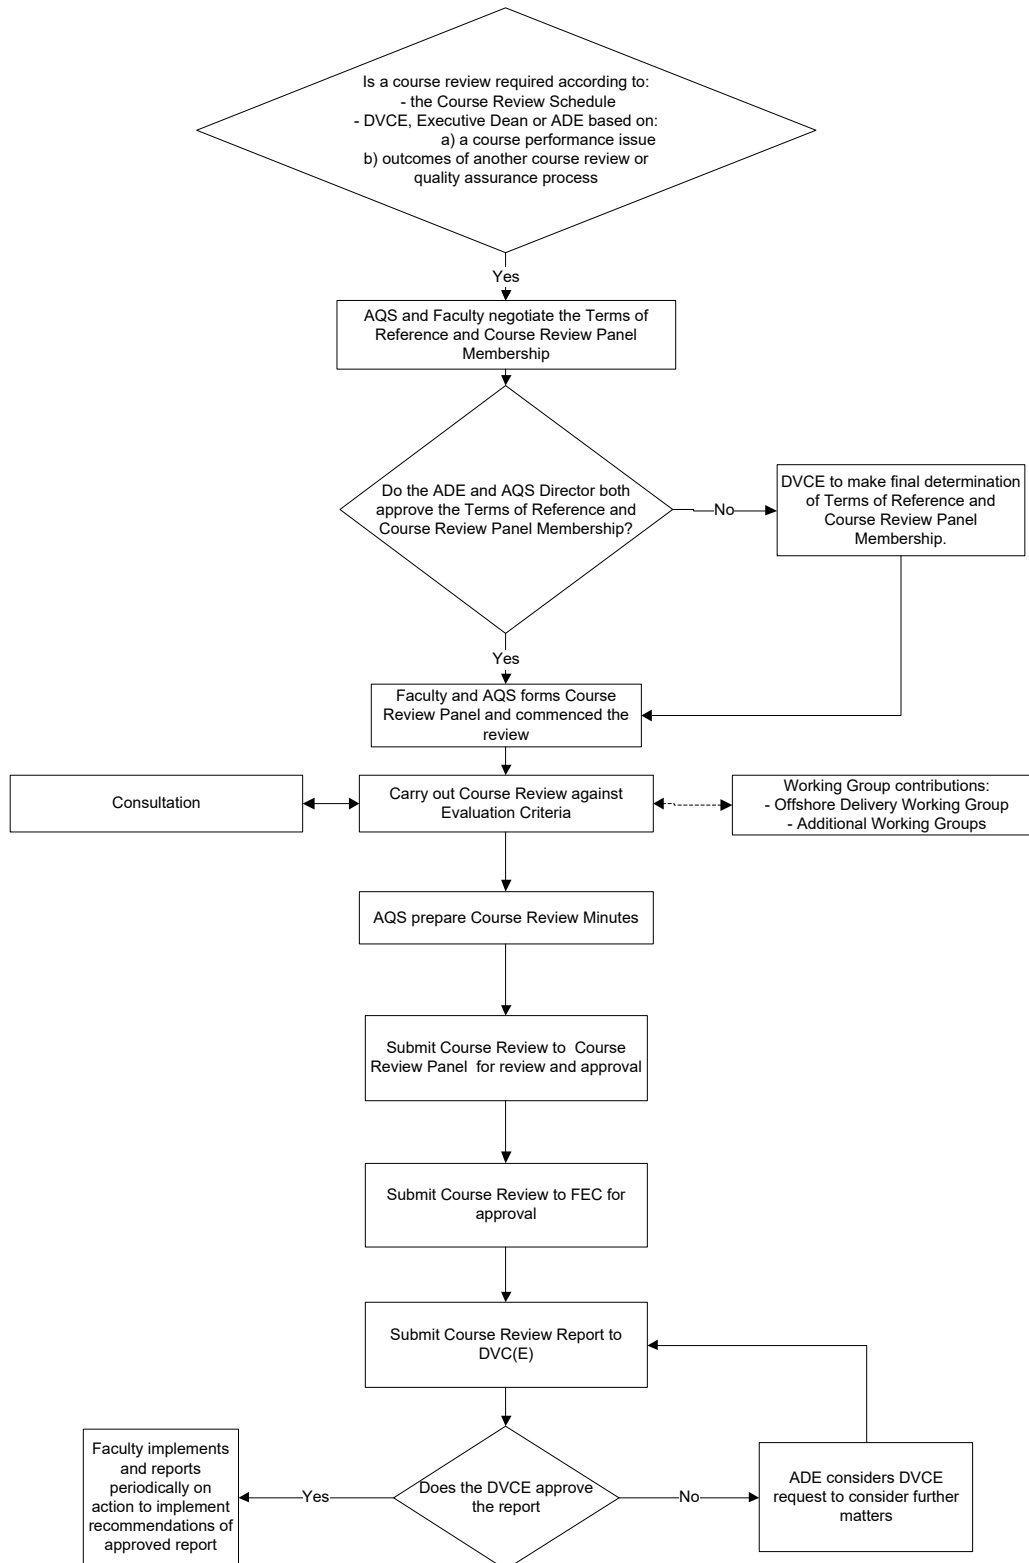 Is a course review required according to:
- the Course Review Schedule
- DVCE, Executive Dean or ADE based on:
a) a course performance issue
b) outcomes of another course review or
quality assurance process
Yes
AQS and Faculty negotiate the Terms of
Reference and Course Review Panel
Membership
Do the ADE and AQS Director both
approve the Terms of Reference and
Course Review Panel Membership?
No
DVCE to make final determination
of Terms of Reference and
Course Review Panel
Membership.
Yes
Faculty and AQS forms Course
Review Panel and commenced the
review
Consultation
Carry out Course Review against
Evaluation Criteria
Working Group contributions:
- Offshore Delivery Working Group
- Additional Working Groups
AQS prepare Course Review Minutes
Submit Course Review to  Course
Review Panel  for review and approval
Submit Course Review to FEC for
approval
Submit Course Review Report to
DVC(E)
Faculty implements
and reports
periodically on
action to implement
recommendations of
approved report
Yes
Does the DVCE approve
the report
No
ADE considers DVCE
request to consider further
matters